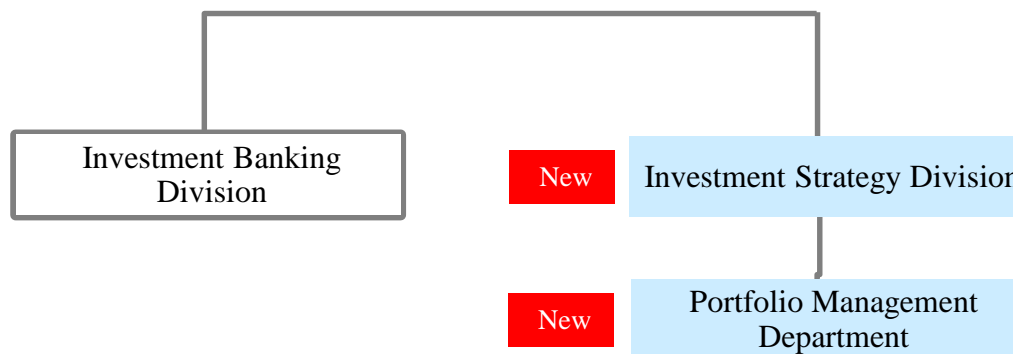 Investment Banking
Division
New
Investment Strategy Division
New
Portfolio Management
Department